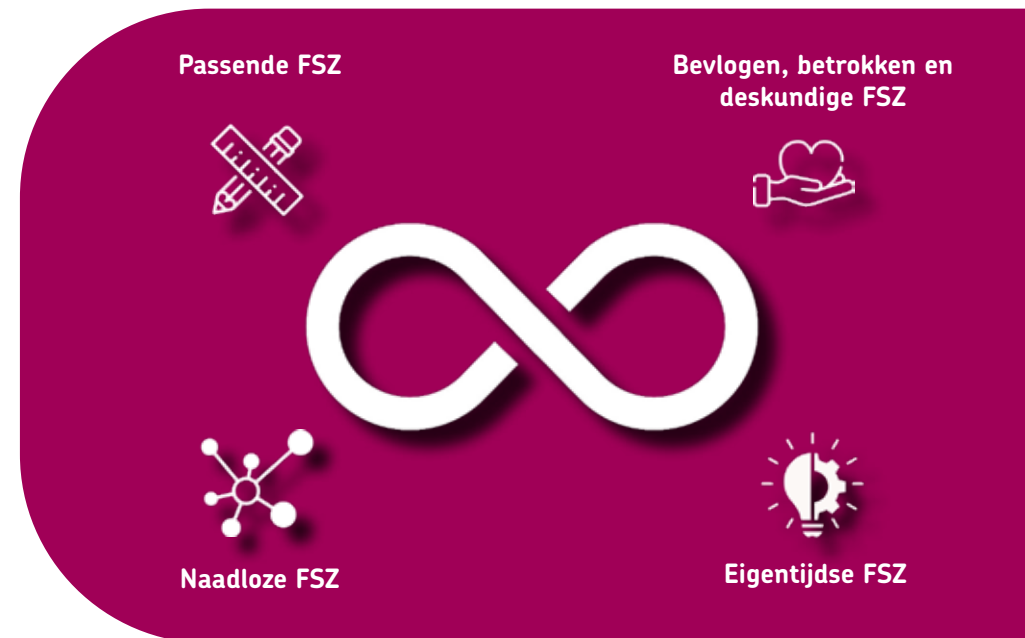 Passende FSZ
Bevlogen, betrokken en
deskundige FSZ
Naadloze FSZ
Eigentijdse FSZ